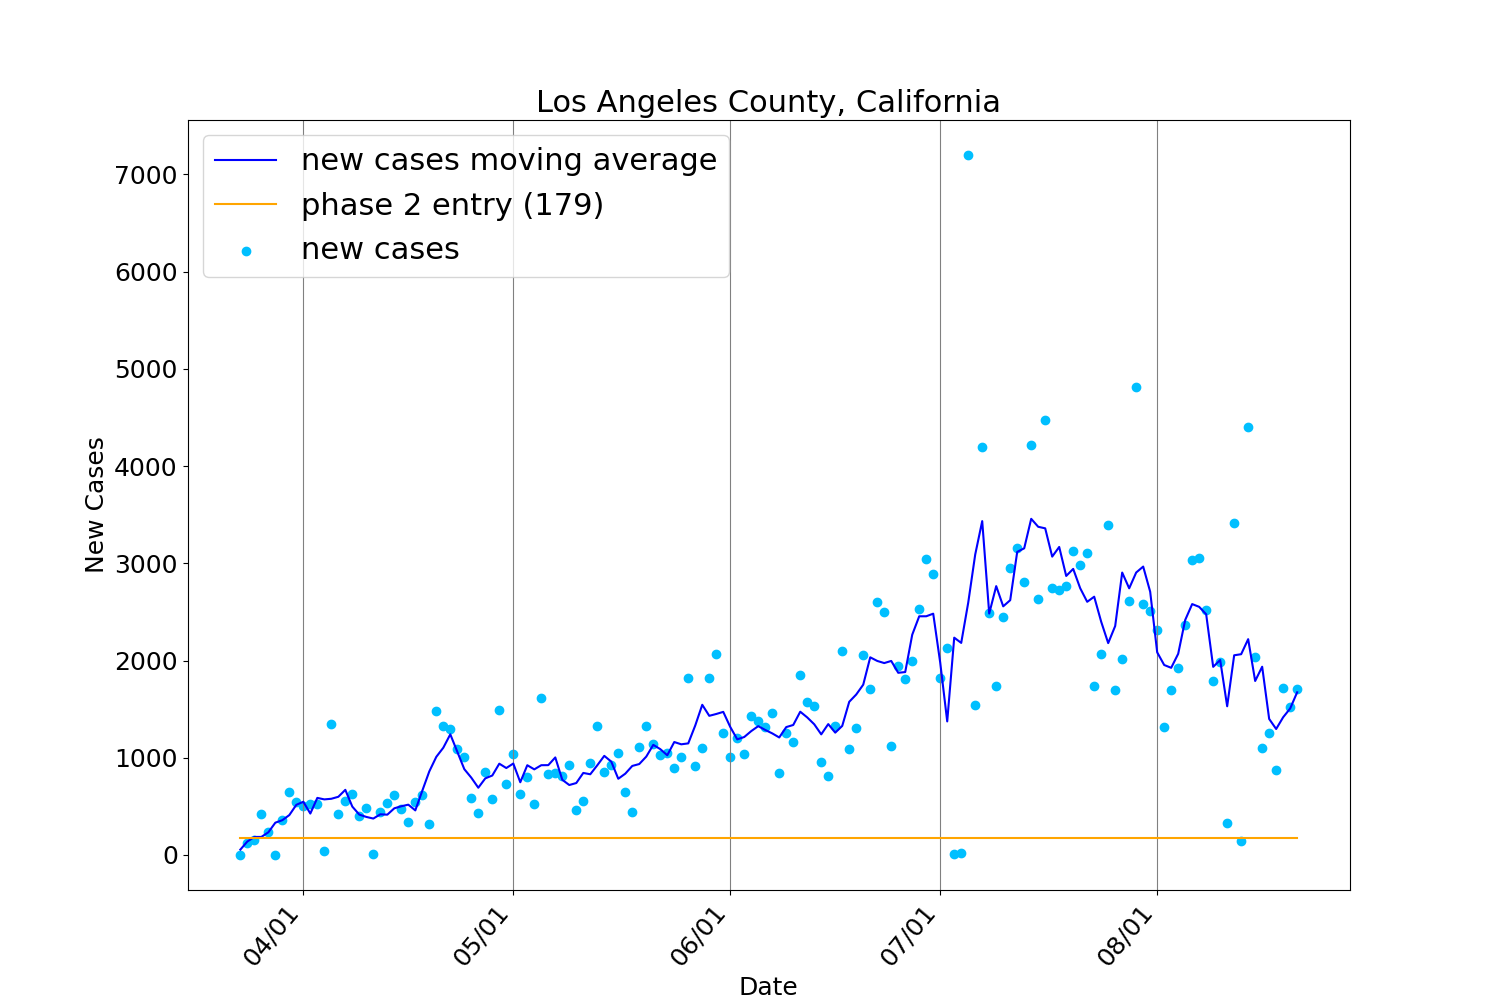 Los Angeles County, California
new cases moving average
phase 2 entry (179)
new cases
7000
6000
5000
4000
3000
2000
1000
0
New Cases
04/01
05/01
06/01
07/01
08/01
Date